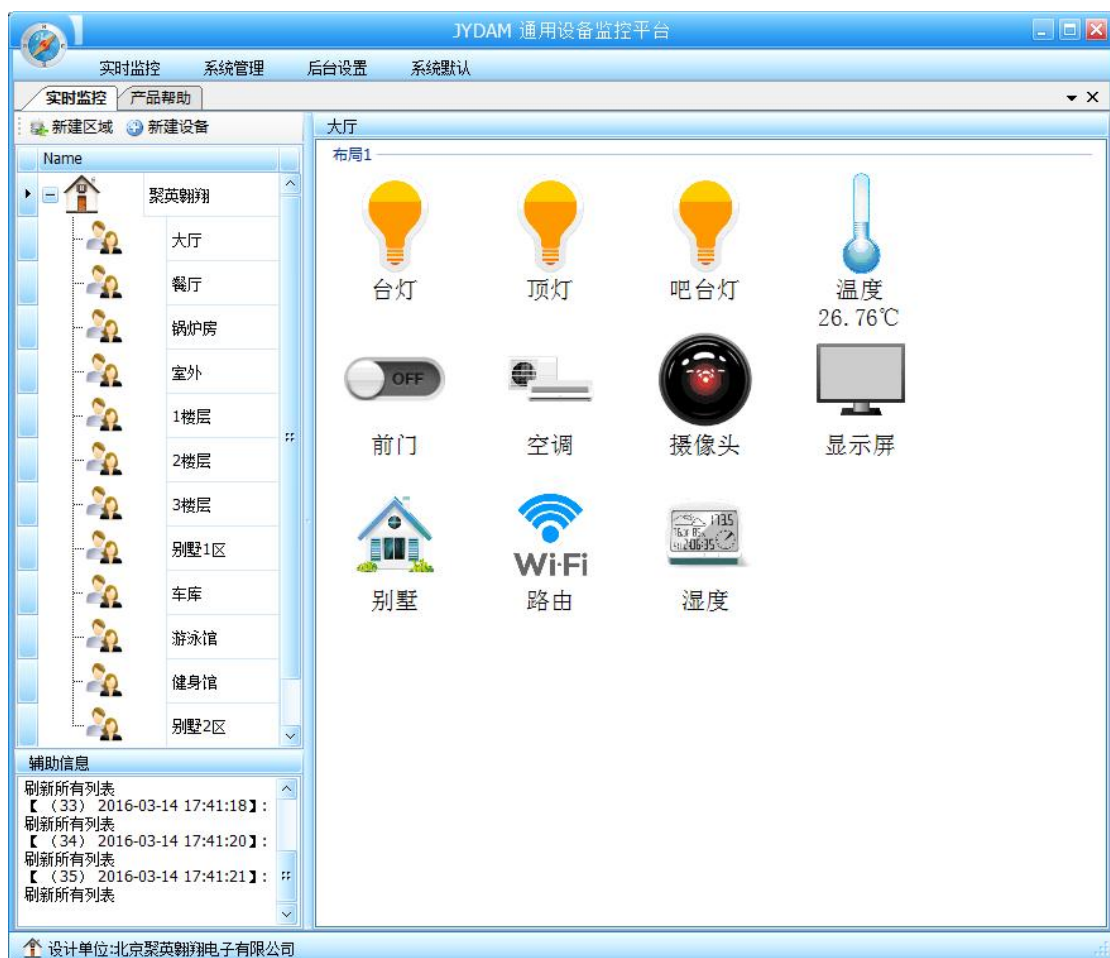 JYDAM 通用设备监控平台
实时监控 系统管理 后台设置 系统默认
实时监控 产品帮助
新建区域 新建设备
大厅
Name
布局1
聚英翱翔
大厅
餐厅
锅炉房
室外
1楼层
2楼层
3楼层
别墅1区
车库
游泳馆
健身馆
别墅2区
台灯 顶灯 吧台灯 温度
26.76℃
OFF
前门 空调 摄像头 显示屏
Wi-Fi
别墅 路由 湿度
辅助信息
刷新所有列表
【（33） 2016-03-14 17:41:18】:
刷新所有列表
【（34） 2016-03-14 17:41:20】:
刷新所有列表
【（35） 2016-03-14 17:41:21】:
刷新所有列表
设计单位:北京聚英翱翔电子有限公司